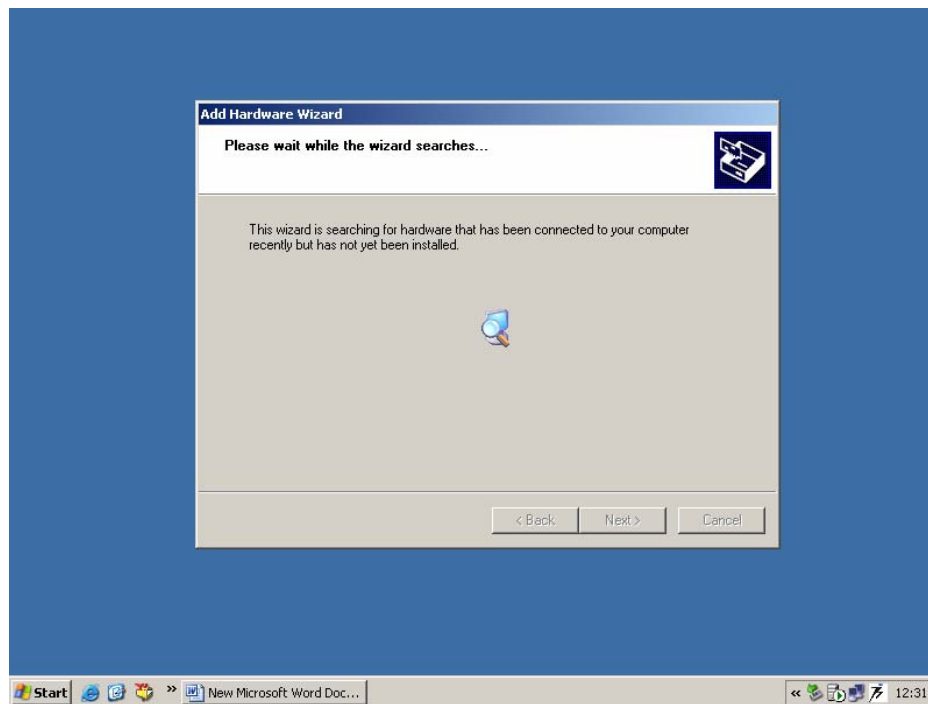 Add Hardware Wizard
Please wait while the wizard searches...
This wizard is searching for hardware that has been connected to your computer
recently but has not yet been installed.
< Back Next > Cancel
Start » New Microsoft Word Doc... « 12:31